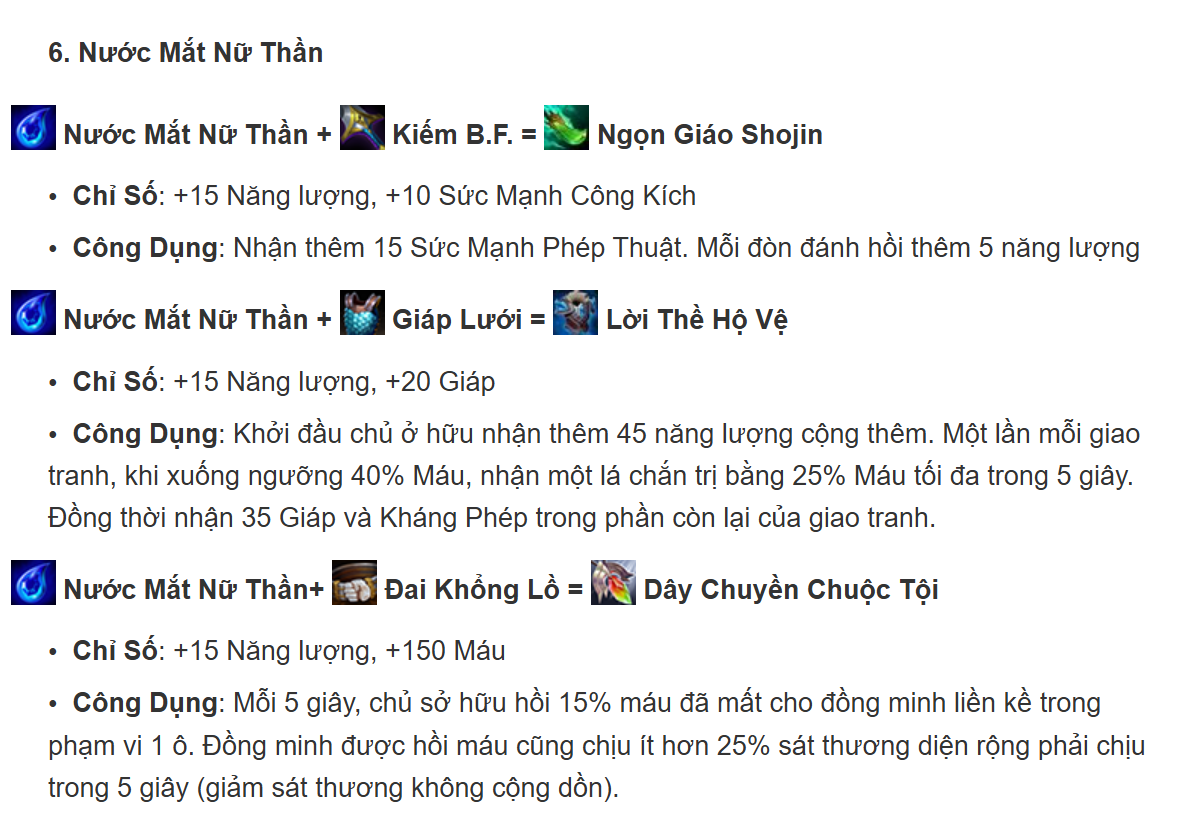 6. Nước Mắt Nữ Thần
Nước Mắt Nữ Thần + Kiếm B.F. = Ngọn Giáo Shojin
• Chỉ Số: +15 Năng lượng, +10 Sức Mạnh Công Kích
• Công Dụng: Nhận thêm 15 Sức Mạnh Phép Thuật. Mỗi đòn đánh hồi thêm 5 năng lượng
Nước Mắt Nữ Thần + Giáp Lưới = Lời Thề Hộ Vệ
• Chỉ Số: +15 Năng lượng, +20 Giáp
• Công Dụng: Khởi đầu chủ ở hữu nhận thêm 45 năng lượng cộng thêm. Một lần mỗi giao
tranh, khi xuống ngưỡng 40% Máu, nhận một lá chắn trị bằng 25% Máu tối đa trong 5 giây.
Đồng thời nhận 35 Giáp và Kháng Phép trong phần còn lại của giao tranh.
Nước Mắt Nữ Thần+ Đai Khổng Lồ = Dây Chuyền Chuộc Tội
• Chỉ Số: +15 Năng lượng, +150 Máu
• Công Dụng: Mỗi 5 giây, chủ sở hữu hồi 15% máu đã mất cho đồng minh liền kề trong
phạm vi 1 ô. Đồng minh được hồi máu cũng chịu ít hơn 25% sát thương diện rộng phải chịu
trong 5 giây (giảm sát thương không cộng dồn).